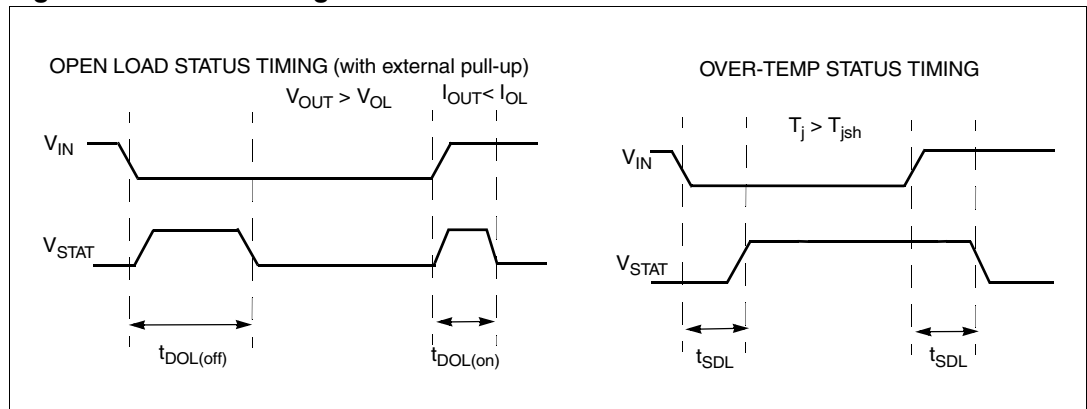 OPEN LOAD STATUS TIMING (with external pull-up)
V_OUT > V_OL
I_OUT< I_OL
V_IN
V_STAT
t_DOL(off)
t_DOL(on)
OVER-TEMP STATUS TIMING
T_j > T_jsh
V_IN
V_STAT
t_SDL
t_SDL